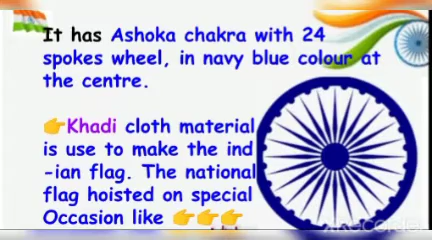 It has Ashoka chakra with 24
spokes wheel, in navy blue colour at
the centre.
👉Khadi cloth material
is use to make the ind
-ian flag. The national
flag hoisted on special
Occasion like 👉👉👉